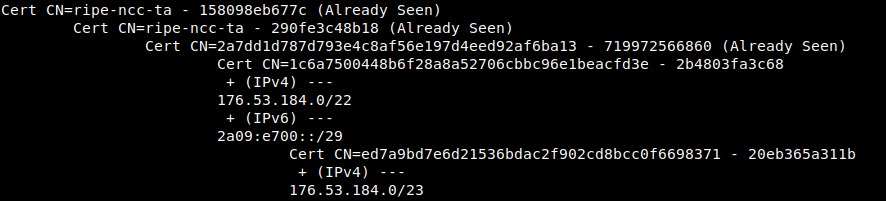 Cert CN=ripe-ncc-ta - 158098eb677c (Already Seen)
Cert CN=ripe-ncc-ta - 290fe3c48b18 (Already Seen)
Cert CN=2a7dd1d787d793e4c8af56e197d4eed92af6ba13 - 719972566860 (Already Seen)
Cert CN=1c6a7500448b6f28a8a52706cbbc96e1beacfd3e - 2b4803fa3c68
+ (IPv4) ---
176.53.184.0/22
+ (IPv6) ---
2a09:e700::/29
Cert CN=ed7a9bd7e6d21536bdac2f902cd8bcc0f6698371 - 20eb365a311b
+ (IPv4) ---
176.53.184.0/23